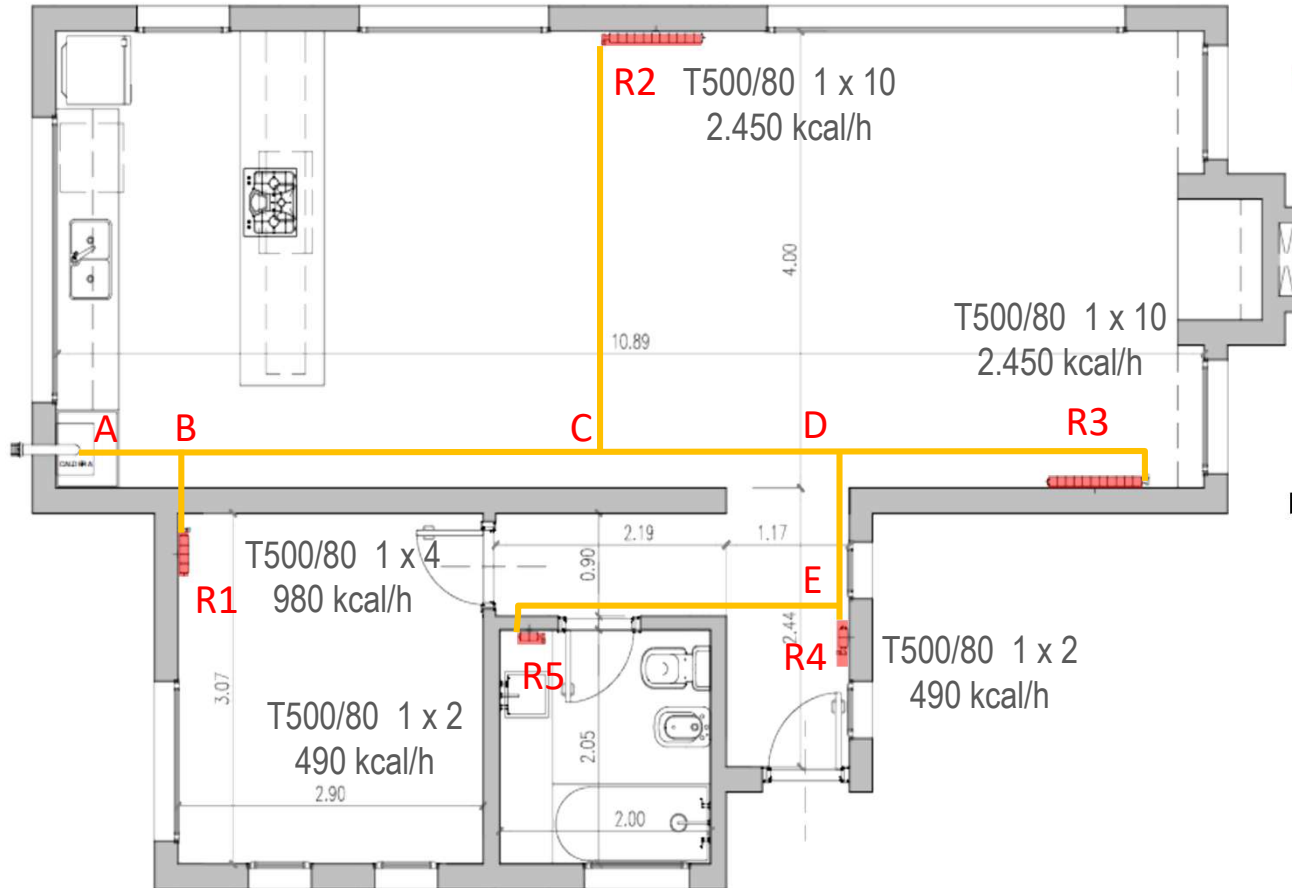 R2
T500/80 1 x 10
2.450 kcal/h
4.00
T500/80 1 x 10
2.450 kcal/h
10.89
A
B
C
D
R3
T500/80 1 x 4
980 kcal/h
R1
2.19
1.17
0.90
E
2.44
R4
T500/80 1 x 2
490 kcal/h
R5
3.07
T500/80 1 x 2
490 kcal/h
2.05
2.90
2.00